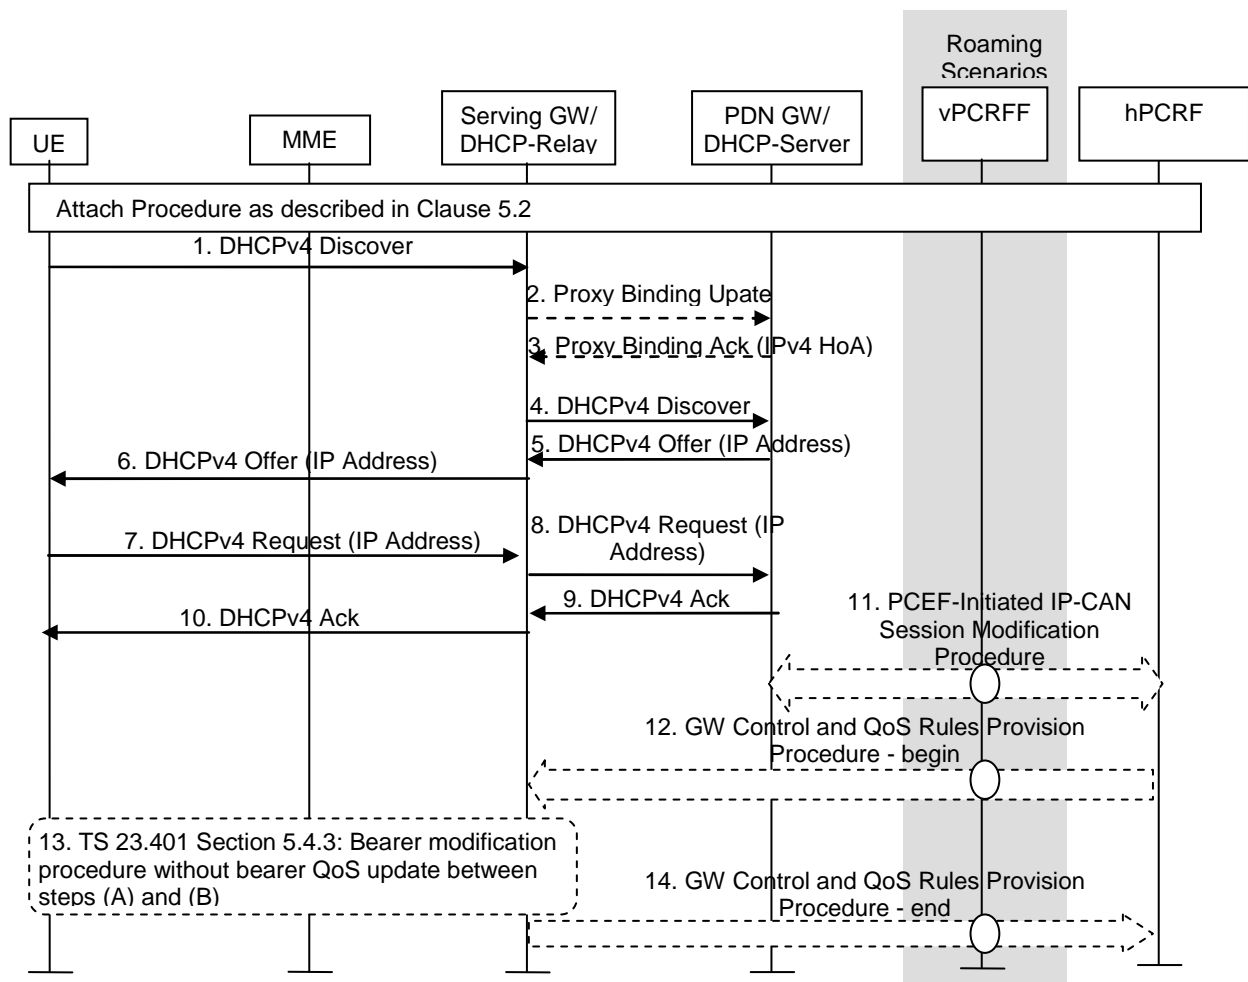 Roaming
Scenarios
UE
MME
Serving GW/
DHCP-Relay
PDN GW/
DHCP-Server
vPCRFF
hPCRF
Attach Procedure as described in Clause 5.2
1. DHCPv4 Discover
2. Proxy Binding Upate
3. Proxy Binding Ack (IPv4 HoA)
4. DHCPv4 Discover
5. DHCPv4 Offer (IP Address)
6. DHCPv4 Offer (IP Address)
7. DHCPv4 Request (IP Address)
8. DHCPv4 Request (IP
Address)
9. DHCPv4 Ack
10. DHCPv4 Ack
11. PCEF-Initiated IP-CAN
Session Modification
Procedure
12. GW Control and QoS Rules Provision
Procedure - begin
13. TS 23.401 Section 5.4.3: Bearer modification
procedure without bearer QoS update between
steps (A) and (B)
14. GW Control and QoS Rules Provision
Procedure - end